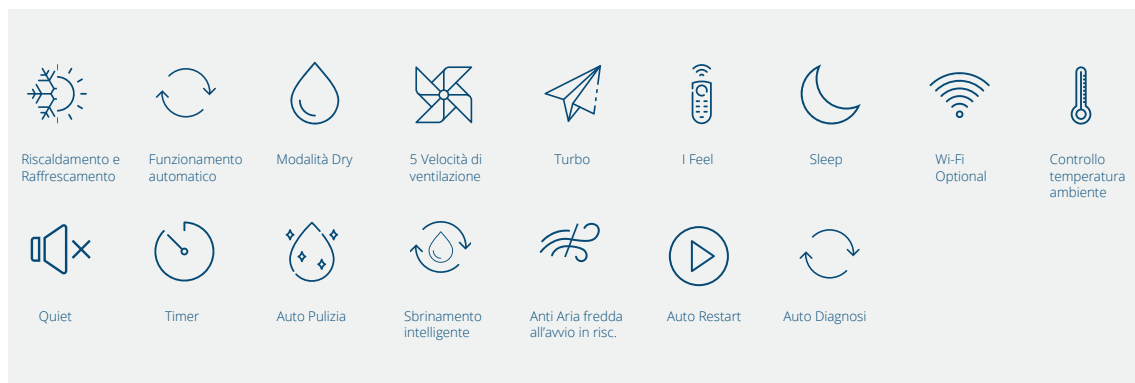 Riscaldamento e
Raffrescamento
Funzionamento
automatico
Modalità Dry
5 Velocità di
ventilazione
Turbo
I Feel
Sleep
Wi-Fi
Optional
Controllo
temperatura
ambiente
Quiet
Timer
Auto Pulizia
Sbrinamento
intelligente
Anti Aria fredda
all’avvio in risc.
Auto Restart
Auto Diagnosi